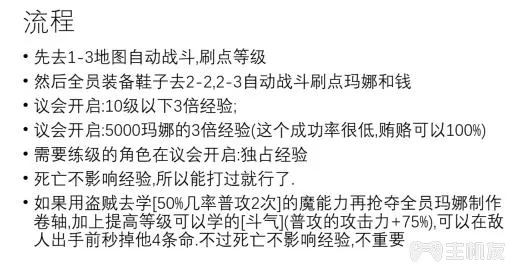 流程
• 先去1-3地图自动战斗,刷点等级
• 然后全员装备鞋子去2-2,2-3自动战斗刷点玛娜和钱
• 议会开启:10级以下3倍经验;
• 议会开启:5000玛娜的3倍经验(这个成功率很低,贿赂可以100%)
• 需要练级的角色在议会开启:独占经验
• 死亡不影响经验,所以能打过就行了.
• 如果用盗贼去学[50%几率普攻2次]的魔能力再抢夺全员玛娜制作
卷轴,加上提高等级可以学的[斗气](普攻的攻击力+75%),可以在敌
人出手前秒掉他4条命.不过死亡不影响经验,不重要
主机友